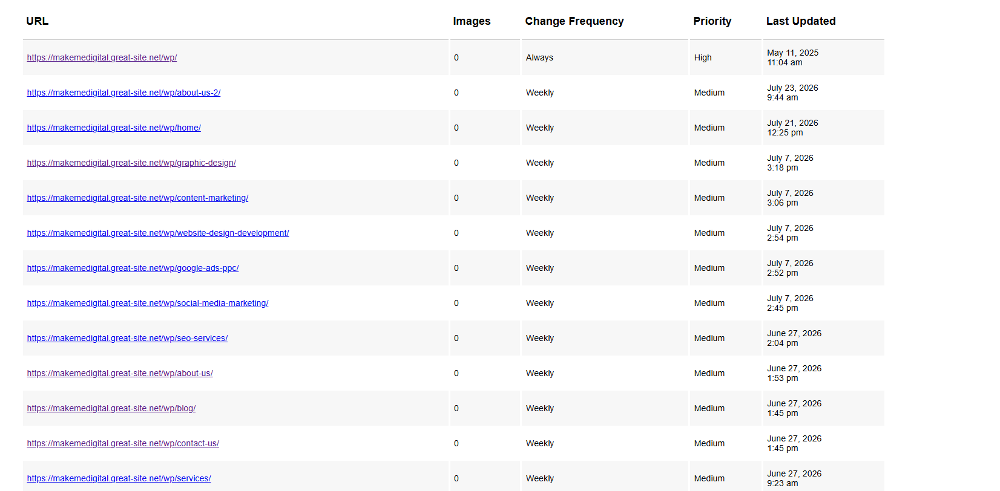 URL Images Change Frequency Priority Last Updated
https://makemedigital.great-site.net/wp/ 0 Always High May 11, 2025
11:04 am
https://makemedigital.great-site.net/wp/about-us-2/ 0 Weekly Medium July 23, 2026
9:44 am
https://makemedigital.great-site.net/wp/home/ 0 Weekly Medium July 21, 2026
12:25 pm
https://makemedigital.great-site.net/wp/graphic-design/ 0 Weekly Medium July 7, 2026
3:18 pm
https://makemedigital.great-site.net/wp/content-marketing/ 0 Weekly Medium July 7, 2026
3:06 pm
https://makemedigital.great-site.net/wp/website-design-development/ 0 Weekly Medium July 7, 2026
2:54 pm
https://makemedigital.great-site.net/wp/google-ads-ppc/ 0 Weekly Medium July 7, 2026
2:52 pm
https://makemedigital.great-site.net/wp/social-media-marketing/ 0 Weekly Medium July 7, 2026
2:45 pm
https://makemedigital.great-site.net/wp/seo-services/ 0 Weekly Medium June 27, 2026
2:04 pm
https://makemedigital.great-site.net/wp/about-us/ 0 Weekly Medium June 27, 2026
1:53 pm
https://makemedigital.great-site.net/wp/blog/ 0 Weekly Medium June 27, 2026
1:45 pm
https://makemedigital.great-site.net/wp/contact-us/ 0 Weekly Medium June 27, 2026
1:45 pm
https://makemedigital.great-site.net/wp/services/ 0 Weekly Medium June 27, 2026
9:23 am